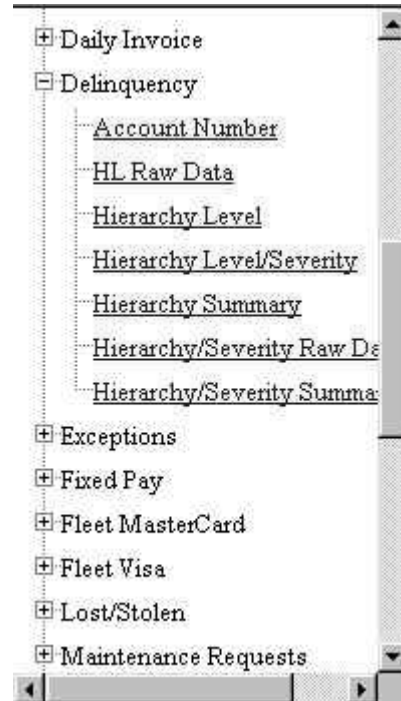 Daily Invoice
Delinquency
Account Number
HL Raw Data
Hierarchy Level
Hierarchy Level/Severity
Hierarchy Summary
Hierarchy/Severity Raw Da
Hierarchy/Severity Summa
Exceptions
Fixed Pay
Fleet MasterCard
Fleet Visa
Lost/Stolen
Maintenance Requests